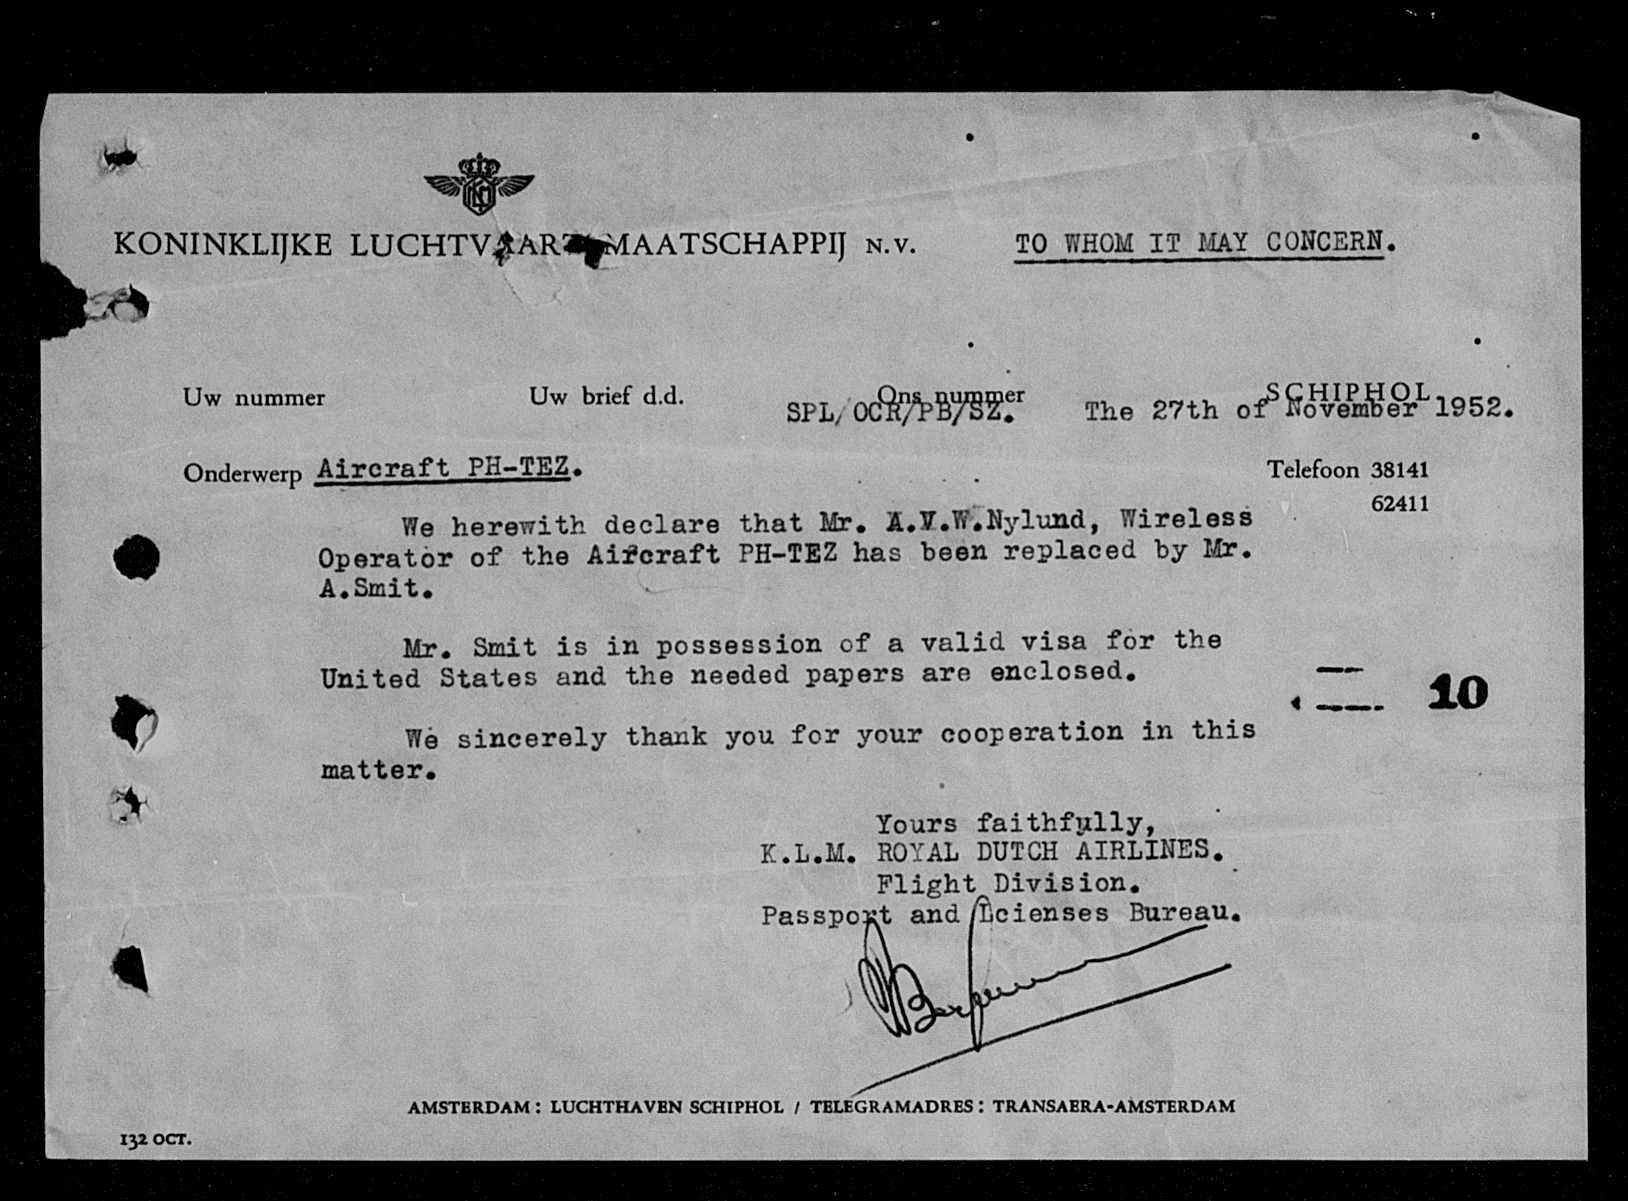 KONINKLIJKE LUCHTVAART MAATSCHAPPIJ N.V.
TO WHOM IT MAY CONCERN.
Uw nummer Uw brief d.d. Ons nummer SCHIPHOL
SPL/OCR/PB/SZ. The 27th of November 1952.
Onderwerp Aircraft PH-TEZ. Telefoon 38141
62411
We herewith declare that Mr. A.V.W.Nylund, Wireless
Operator of the Aircraft PH-TEZ has been replaced by Mr.
A.Smit.
Mr. Smit is in possession of a valid visa for the
United States and the needed papers are enclosed.
10
We sincerely thank you for your cooperation in this
matter.
Yours faithfully,
K.L.M. ROYAL DUTCH AIRLINES.
Flight Division.
Passport and Lcienses Bureau.
AMSTERDAM: LUCHTHAVEN SCHIPHOL / TELEGRAMADRES: TRANSAERA-AMSTERDAM
132 OCT.